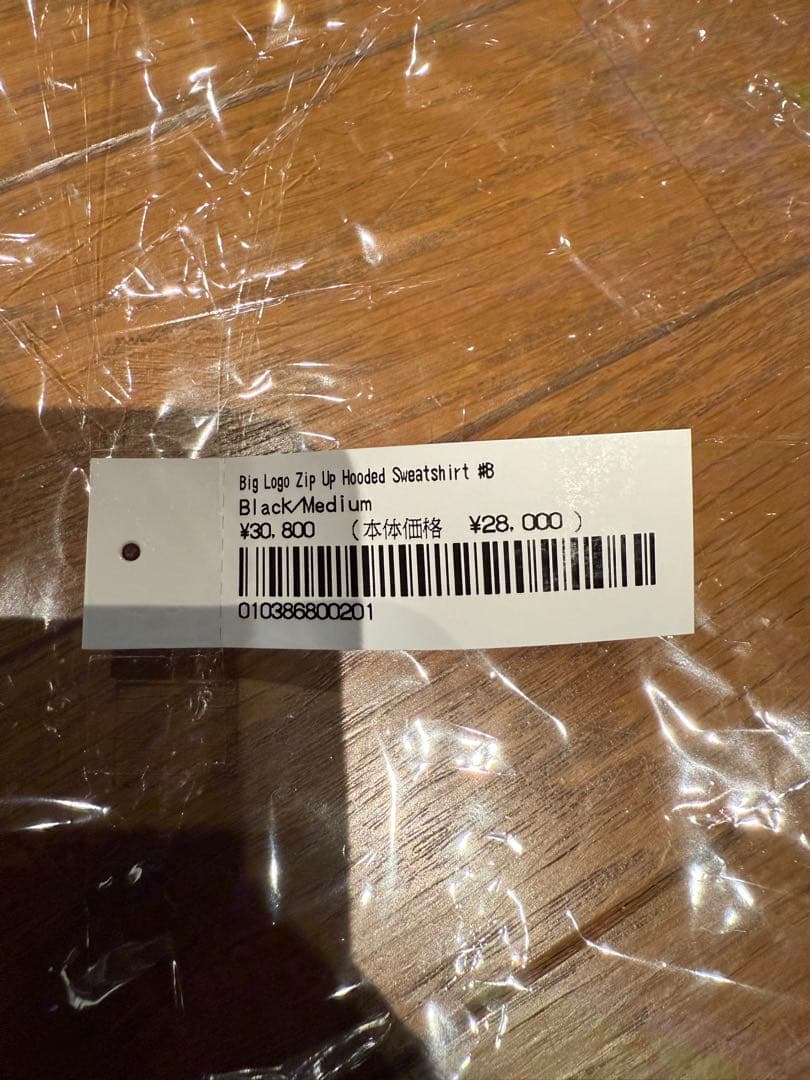 Big Logo Zip Up Hooded Sweatshirt #B
Black/Medium
¥30,800 (本体価格 ¥28,000 )
010386800201